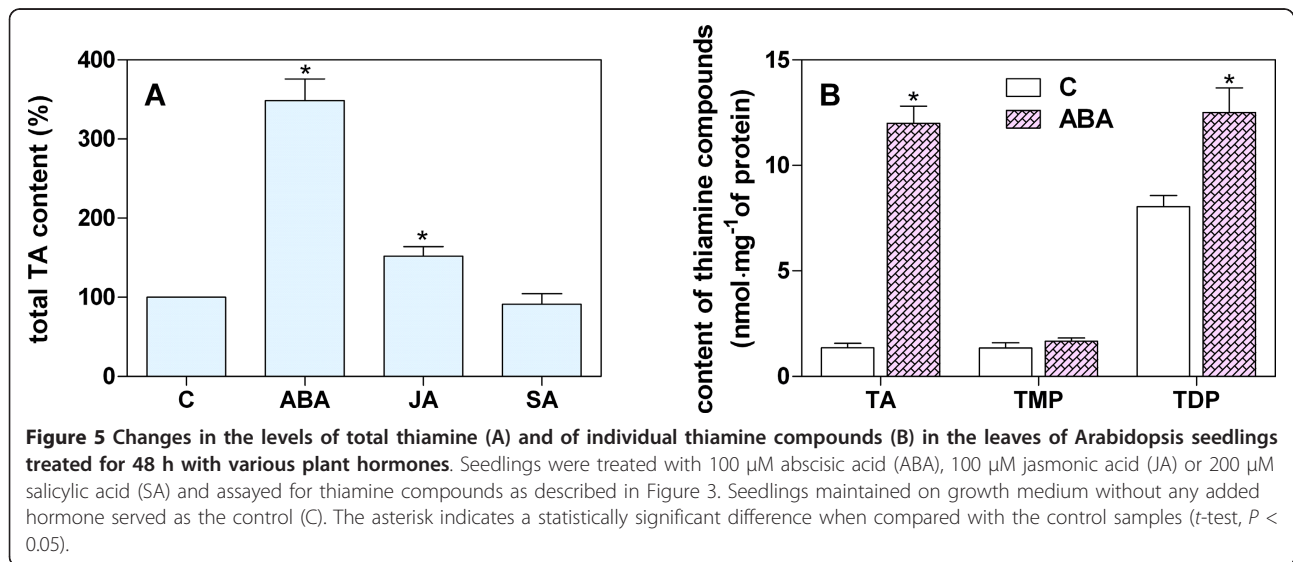 A
400
300
200
100
0
total TA content (%)
*
*
C ABA JA SA
B
15
10
5
0
content of thiamine compounds
(nmol·mg⁻¹of protein)
C
ABA
*
*
TA TMP TDP
Figure 5 Changes in the levels of total thiamine (A) and of individual thiamine compounds (B) in the leaves of Arabidopsis seedlings
treated for 48 h with various plant hormones. Seedlings were treated with 100 μM abscisic acid (ABA), 100 μM jasmonic acid (JA) or 200 μM
salicylic acid (SA) and assayed for thiamine compounds as described in Figure 3. Seedlings maintained on growth medium without any added
hormone served as the control (C). The asterisk indicates a statistically significant difference when compared with the control samples (t-test, P <
0.05).